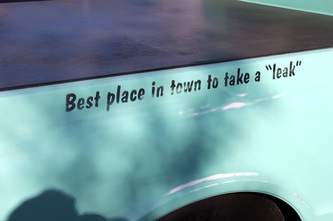 Best place in town to take a “leak”